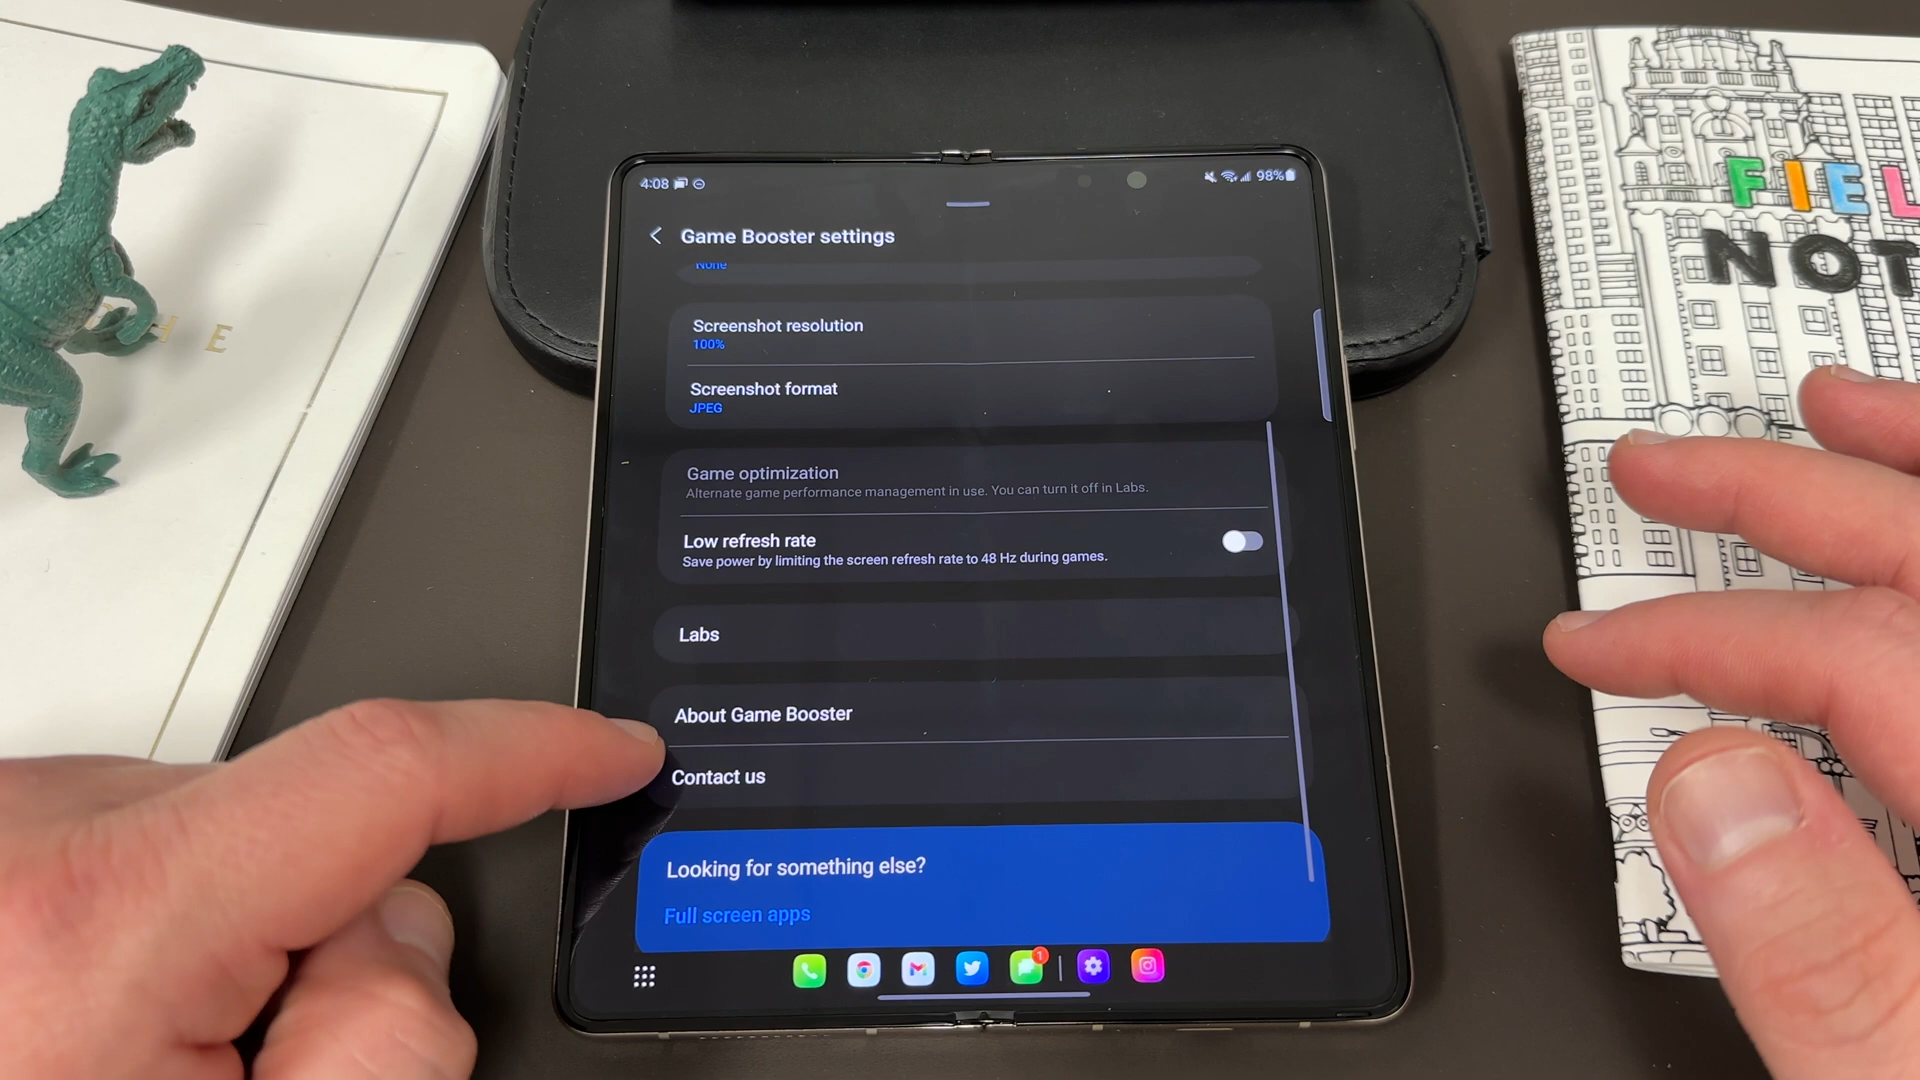 THE
FIEL
NOT
4:08
98%
Game Booster settings
None
Screenshot resolution
100%
Screenshot format
JPEG
Game optimization
Alternate game performance management in use. You can turn it off in Labs.
Low refresh rate
Save power by limiting the screen refresh rate to 48 Hz during games.
Labs
About Game Booster
Contact us
Looking for something else?
Full screen apps
1